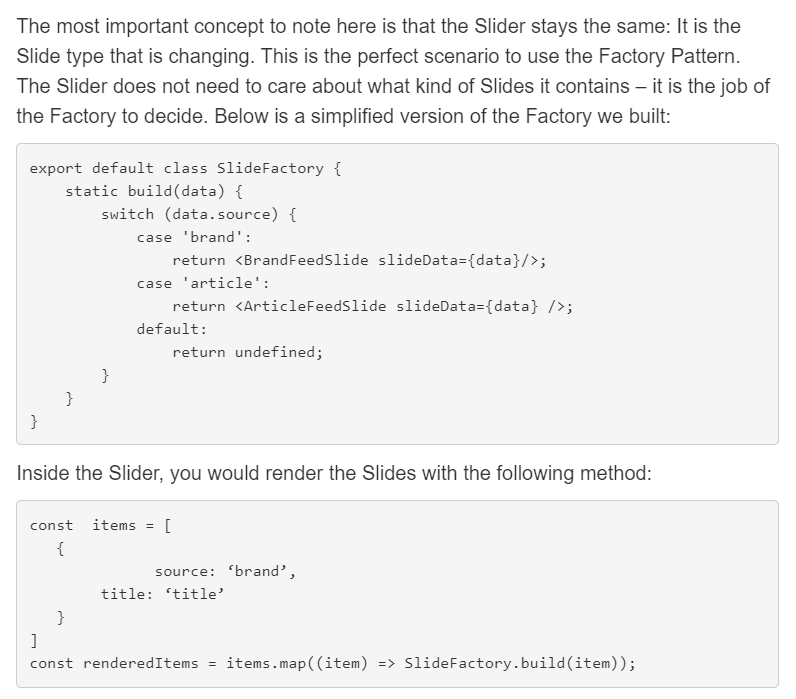 The most important concept to note here is that the Slider stays the same: It is the
Slide type that is changing. This is the perfect scenario to use the Factory Pattern.
The Slider does not need to care about what kind of Slides it contains – it is the job of
the Factory to decide. Below is a simplified version of the Factory we built:
export default class SlideFactory {
    static build(data) {
        switch (data.source) {
            case 'brand':
                return <BrandFeedSlide slideData={data}/>;
            case 'article':
                return <ArticleFeedSlide slideData={data} />;
            default:
                return undefined;
        }
    }
}
Inside the Slider, you would render the Slides with the following method:
const  items = [
   {
              source: ‘brand’,
        title: ‘title’
   }
]
const renderedItems = items.map((item) => SlideFactory.build(item));